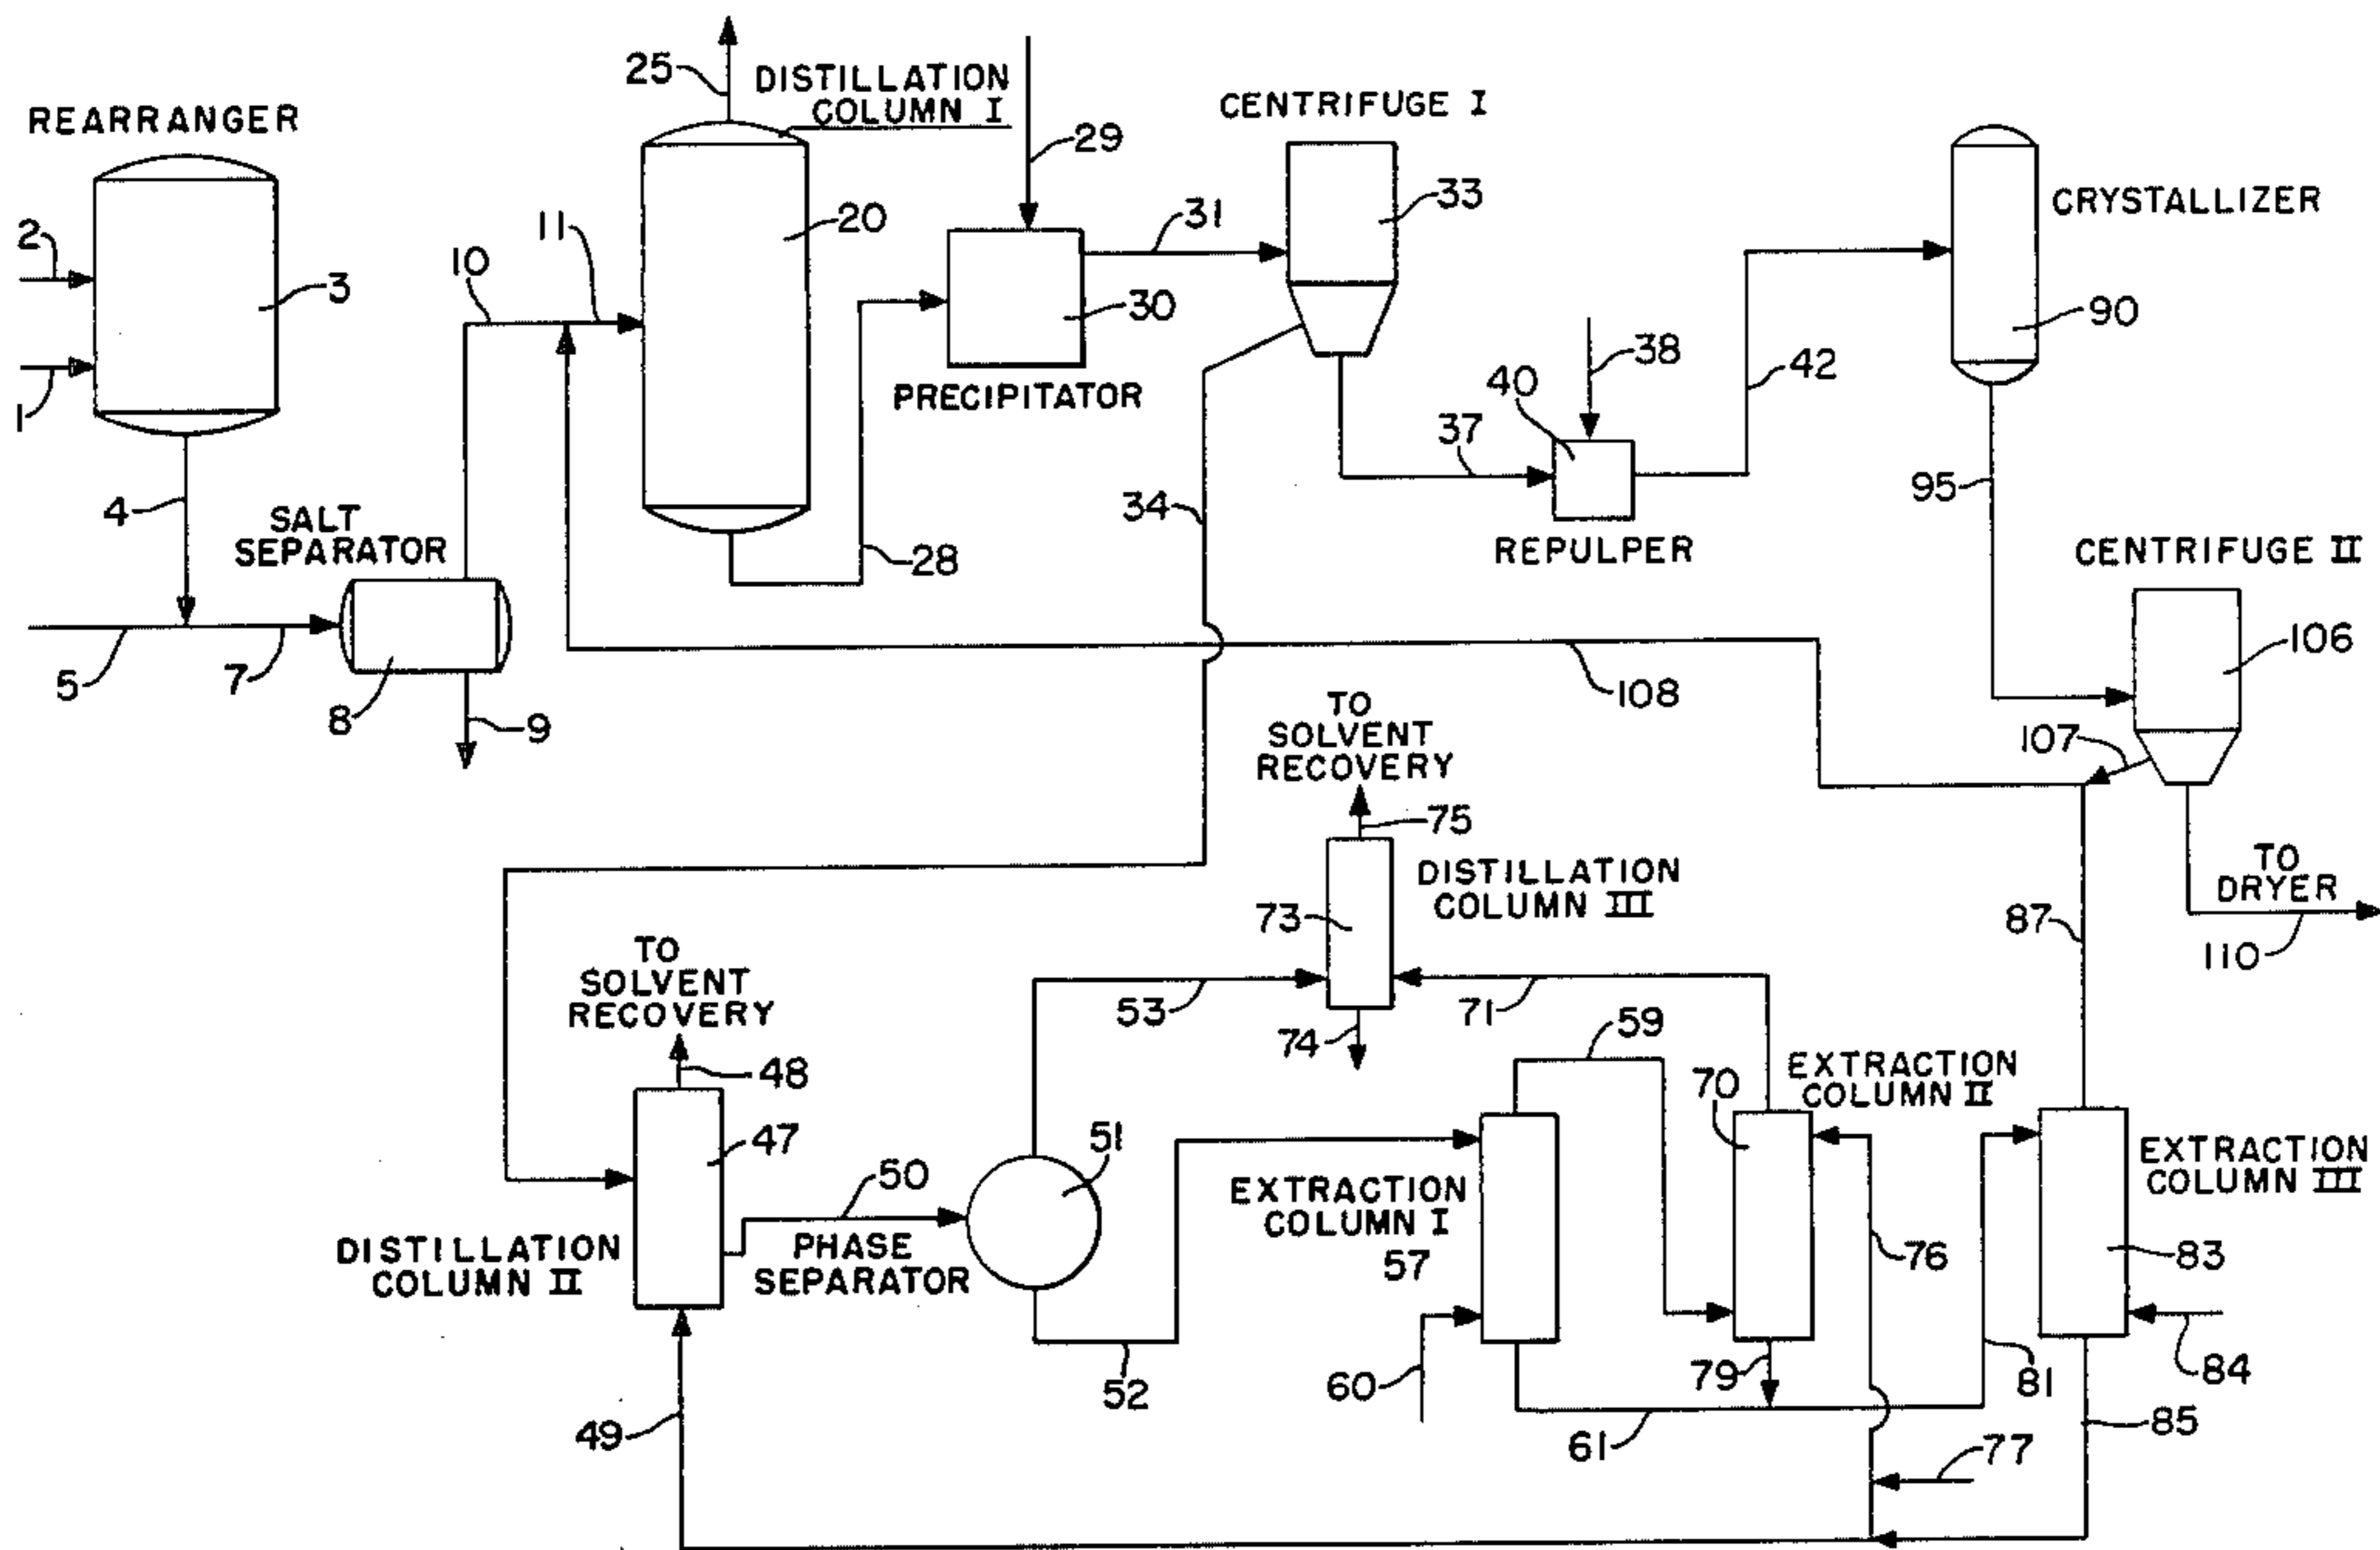 25
DISTILLATION
COLUMN I
REARRANGER
29
CENTRIFUGE I
2
3
1
11
10
20
31
30
PRECIPITATOR
33
CRYSTALLIZER
90
38
40
42
37
REPULPER
4
SALT
SEPARATOR
28
34
95
CENTRIFUGE II
106
5
7
8
9
108
107
TO
SOLVENT
RECOVERY
75
DISTILLATION
COLUMN III
73
74
TO
DRYER
110
87
TO
SOLVENT
RECOVERY
48
53
71
59
70
EXTRACTION
COLUMN II
47
50
51
PHASE
SEPARATOR
DISTILLATION
COLUMN II
EXTRACTION
COLUMN I
57
EXTRACTION
COLUMN III
76
83
84
52
60
79
81
49
61
85
77